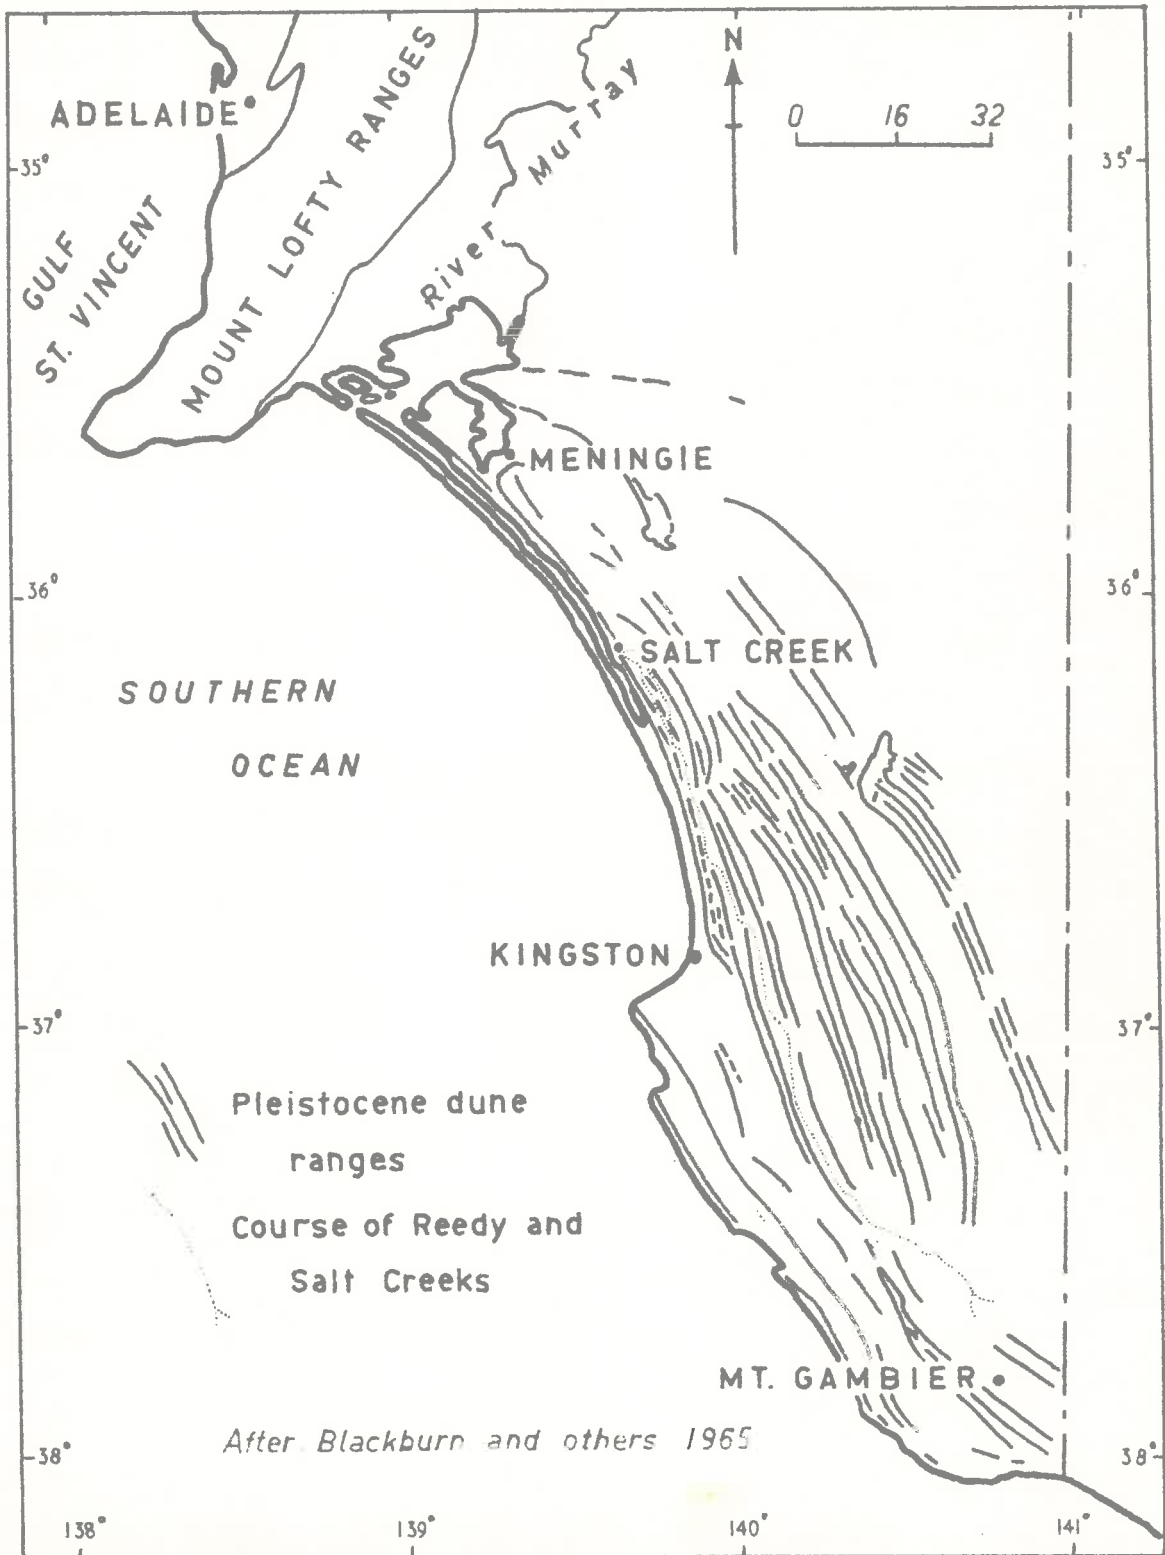 N
ADELAIDE
MOUNT LOFTY RANGES
River Murray
0 16 32
35°
35°
GULF
ST. VINCENT
MENINGIE
36°
36°
SALT CREEK
SOUTHERN
OCEAN
KINGSTON
37°
37°
Pleistocene dune
ranges
Course of Reedy and
Salt Creeks
MT. GAMBIER
After Blackburn and others 1965
38°
38°
138°
139°
140°
141°